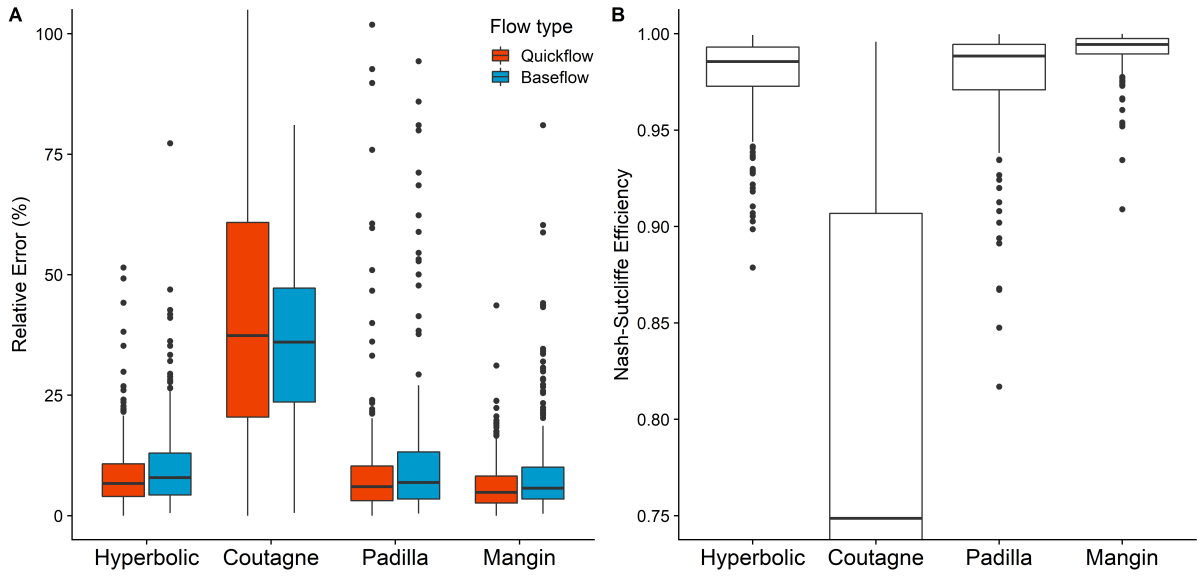 A
Flow type
Quickflow
Baseflow
Relative Error (%)
100
75
50
25
0
Hyperbolic Coutagne Padilla Mangin
B
Nash-Sutcliffe Efficiency
1.00
0.95
0.90
0.85
0.80
0.75
Hyperbolic Coutagne Padilla Mangin